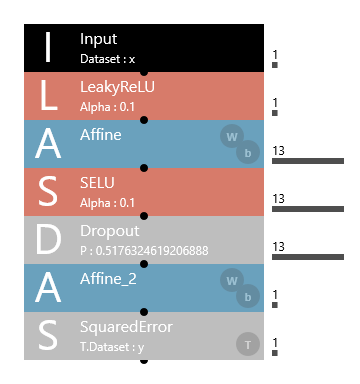 I Input 1
Dataset : x
L LeakyReLU 1
Alpha : 0.1
A Affine W b 13
S SELU 13
Alpha : 0.1
D Dropout 13
P : 0.5176324619206888
A Affine_2 W b 1
S SquaredError T 1
T.Dataset : y